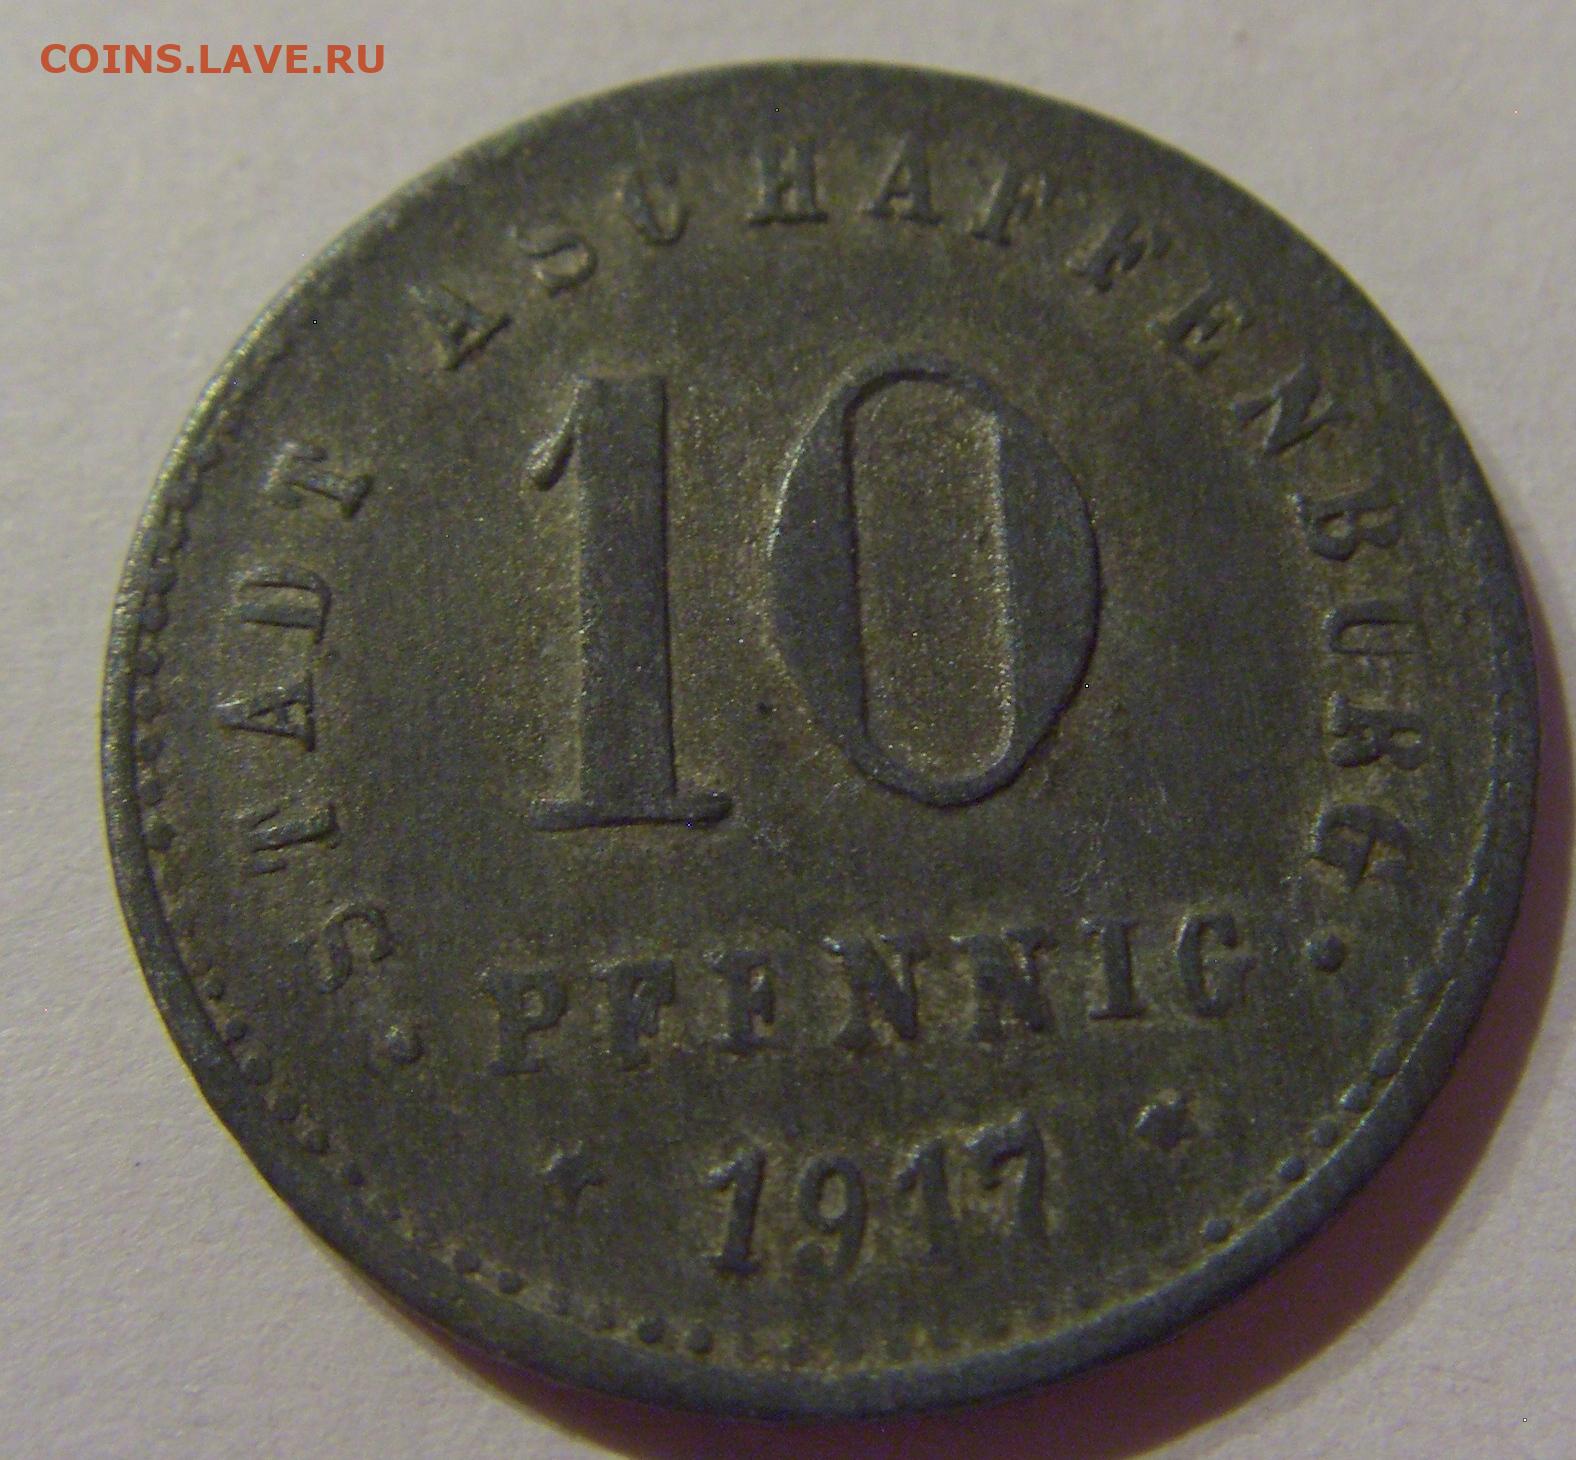 COINS.LAVE.RU
STADT ASCHAFFENBURG
10
PFENNIG
1917